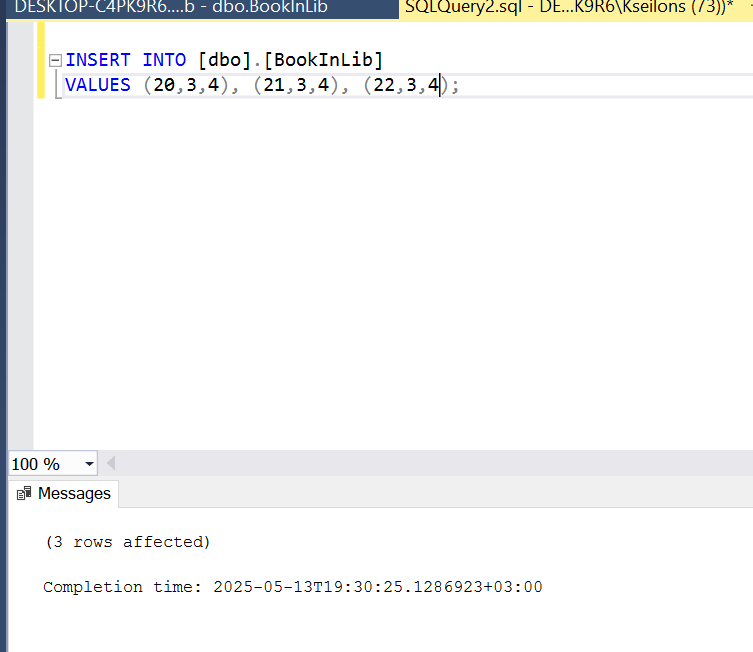 DESKTOP-C4PK9R6....b - dbo.BookInLib
SQLQuery2.sql - DE...K9R6\Kseilons (73))*
INSERT INTO [dbo].[BookInLib]
VALUES (20,3,4), (21,3,4), (22,3,4);
100 %
Messages
(3 rows affected)
Completion time: 2025-05-13T19:30:25.1286923+03:00